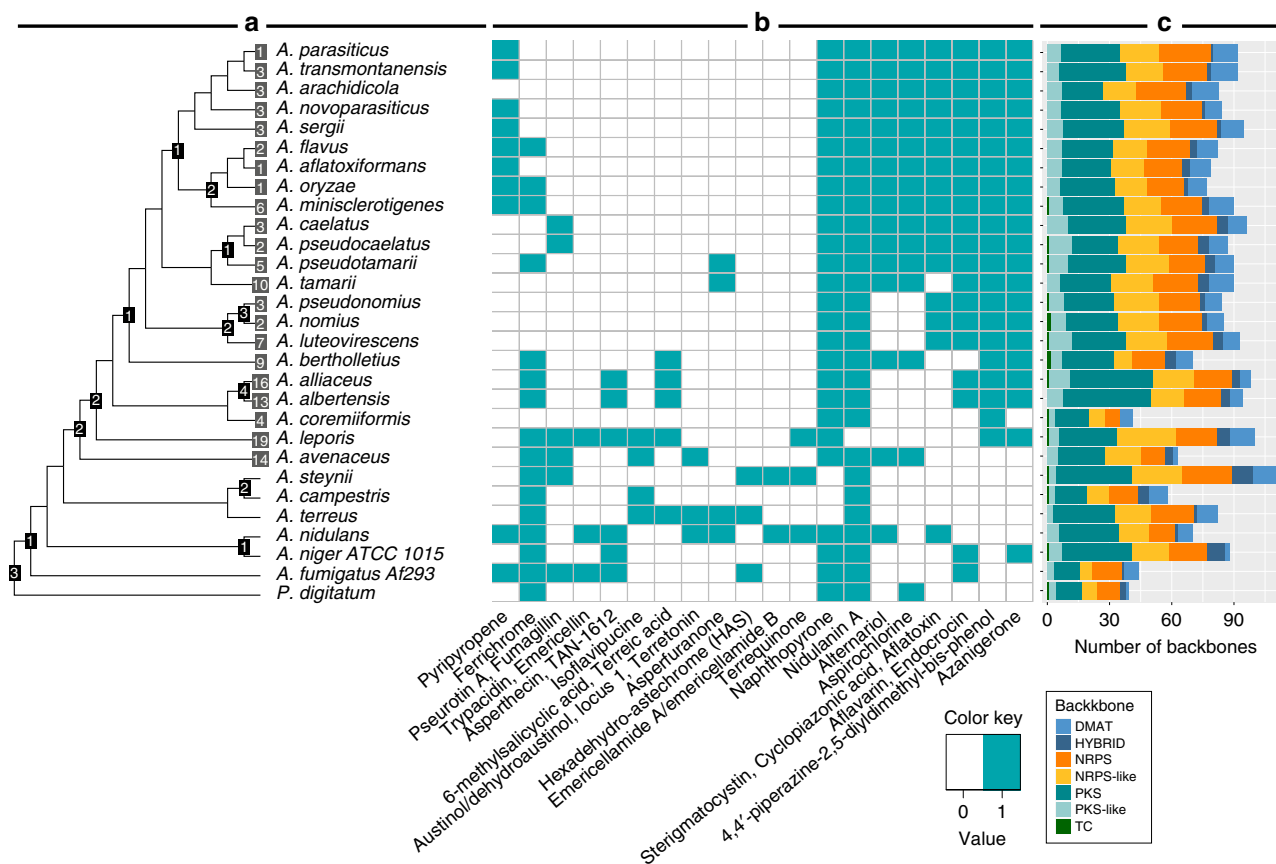 a
b
c
1 A. parasiticus
3 A. transmontanensis
3 A. arachidicola
3 A. novoparasiticus
3 A. sergii
1
2 A. flavus
1 A. aflatoxiformans
2
1 A. oryzae
6 A. minisclerotigenes
3 A. caelatus
1
2 A. pseudocaelatus
5 A. pseudotamarii
10 A. tamarii
3
3 A. pseudonomius
1
2
2 A. nomius
7 A. luteovirescens
9 A. bertholletius
4
16 A. alliaceus
2
13 A. albertensis
4 A. coremiiformis
2
19 A. leporis
14 A. avenaceus
A. steynii
2
A. campestris
A. terreus
A. nidulans
1
1
A. niger ATCC 1015
3
A. fumigatus Af293
P. digitatum
Pyripyropene
Ferrichrome
Pseurotin A, Fumagillin
Trypacidin, Emericellin
Asperthecin, TAN-1612
Isoflavipucine
6-methylsalicyclic acid, Terreic acid
Austinol/dehydroaustinol, locus 1, Terretonin
Asperfuranone
Hexadehydro-astechrome (HAS)
Emericellamide A/emericellamide B
Terrequinone
Naphthopyrone
Nidulanin A
Alternariol
Aspirochlorine
Sterigmatocystin, Cyclopiazonic acid, Aflatoxin
Aflavarin, Endocrocin
4,4′-piperazine-2,5-diyldimethyl-bis-phenol
Azanigerone
0 30 60 90
Number of backbones
Color key
0 1
Value
Backkbone
DMAT
HYBRID
NRPS
NRPS-like
PKS
PKS-like
TC